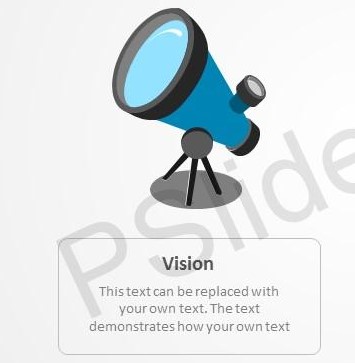 PSlide
Vision
This text can be replaced with
your own text. The text
demonstrates how your own text